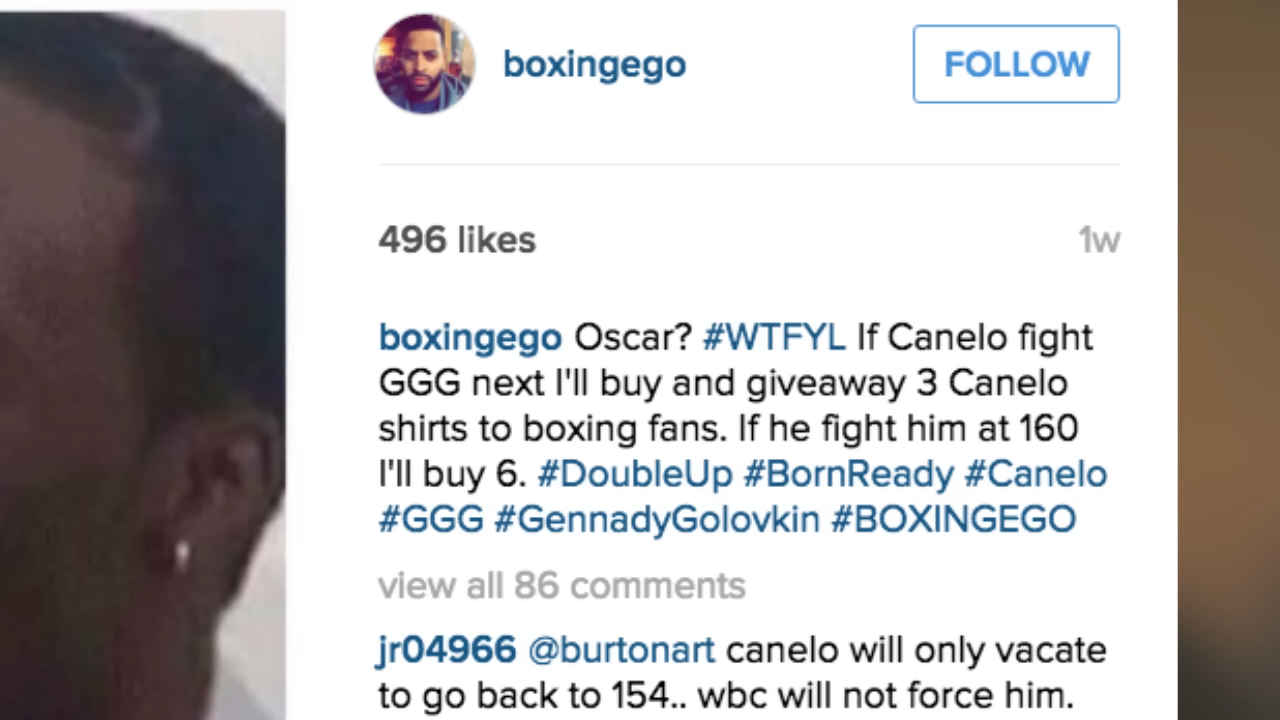 boxingego
FOLLOW
496 likes
1w
boxingego Oscar? #WTFYL If Canelo fight
GGG next I'll buy and giveaway 3 Canelo
shirts to boxing fans. If he fight him at 160
I'll buy 6. #DoubleUp #BornReady #Canelo
#GGG #GennadyGolovkin #BOXINGEGO
view all 86 comments
jr04966 @burtonart canelo will only vacate
to go back to 154.. wbc will not force him.